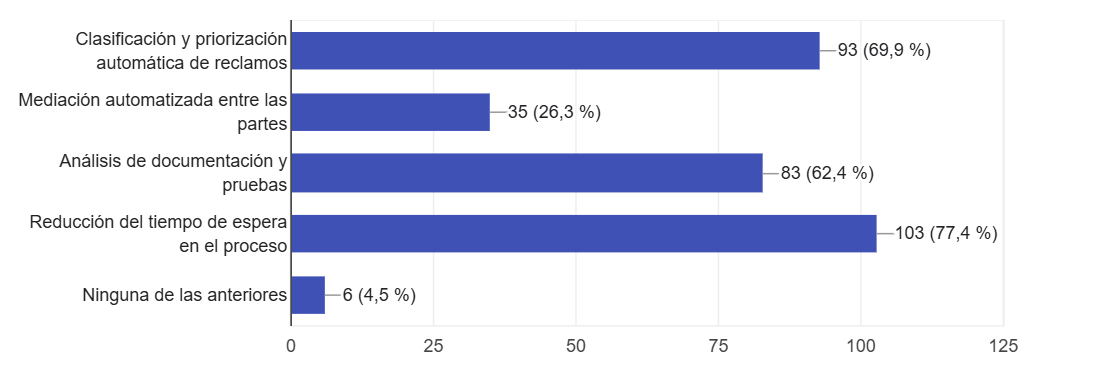 Clasificación y priorización
automática de reclamos
93 (69,9 %)
Mediación automatizada entre las
partes
35 (26,3 %)
Análisis de documentación y
pruebas
83 (62,4 %)
Reducción del tiempo de espera
en el proceso
103 (77,4 %)
Ninguna de las anteriores
6 (4,5 %)
0 25 50 75 100 125